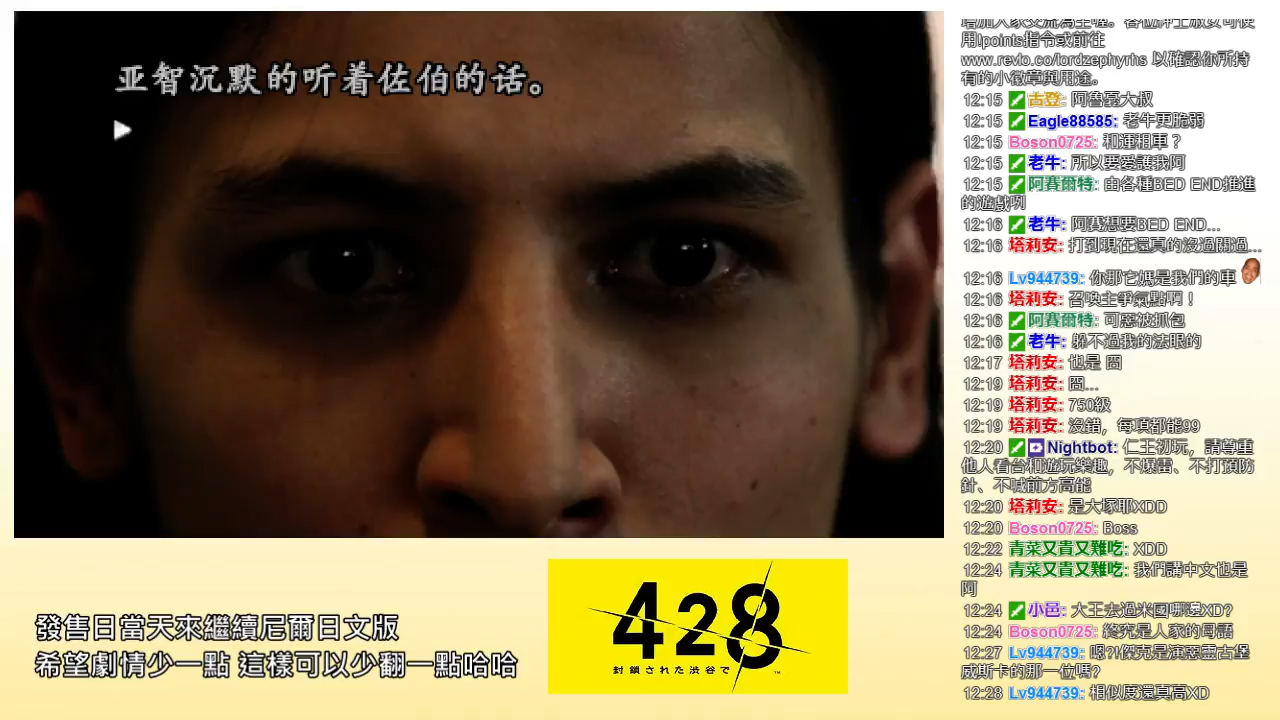 亚智沉默的听着佐伯的话。
增加人家交流為主喔。各位紳士淑女可使
用!points指令或前往
www.revlo.co/lordzephyrhs 以確認你所持
有的小徽章與用途。
12:15 古登: 阿魯憂大叔
12:15 Eagle88585: 老牛更脆弱
12:15 Boson0725: 和運租車?
12:15 老牛: 所以要愛護我阿
12:15 阿賽爾特: 由各種BED END推進
的遊戲咧
12:16 老牛: 阿賽想要BED END...
12:16 塔莉安: 打到現在還真的沒過關過...
12:16 Lv944739: 你那它媽是我們的車
12:16 塔莉安: 召喚主爭氣點啊!
12:16 阿賽爾特: 可惡被抓包
12:16 老牛: 躲不過我的法眼的
12:17 塔莉安: 也是 囧
12:19 塔莉安: 囧...
12:19 塔莉安: 750級
12:19 塔莉安: 沒錯，每項都能99
12:20 Nightbot: 仁王初玩，請尊重
他人看台和遊玩樂趣，不爆雷、不打預防
針、不喊前方高能
12:20 塔莉安: 是大塚耶XDD
12:20 Boson0725: Boss
12:22 青菜又貴又難吃: XDD
12:24 青菜又貴又難吃: 我們講中文也是
阿
12:24 小邑: 大王去過米國哪邊XD?
12:24 Boson0725: 終究是人家的母語
12:27 Lv944739: 嗯?!傑克是演惡靈古堡
威斯卡的那一位嗎?
12:28 Lv944739: 相似度還真高XD
發售日當天來繼續尼爾日文版
希望劇情少一點 這樣可以少翻一點哈哈
428
封鎖された渋谷で